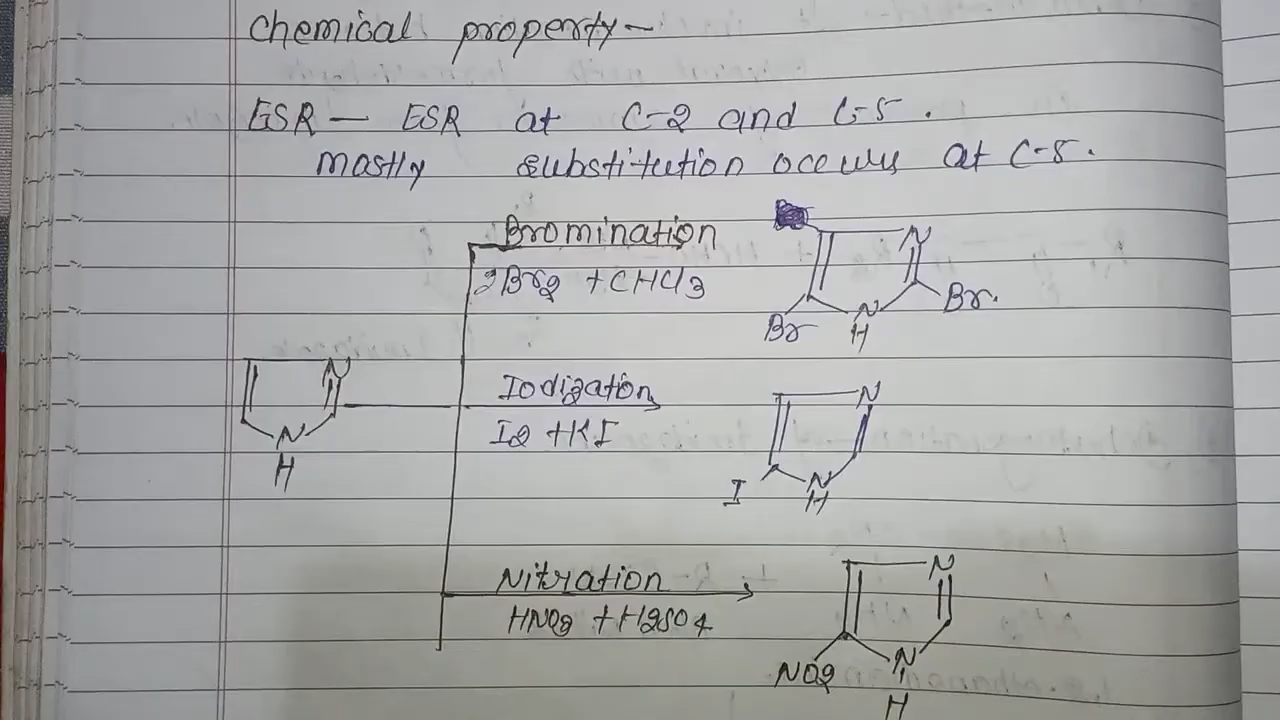 Chemical property-
ESR — ESR at C-2 and C-5.
mostly substitution occurs at C-5.
Bromination
2Br2 + CHCl3
N
N
H
Br
Br.
N
N
H
Iodization
I2 + KI
N
N
H
I
Nitration
HNO3 + H2SO4
N
N
H
NO2